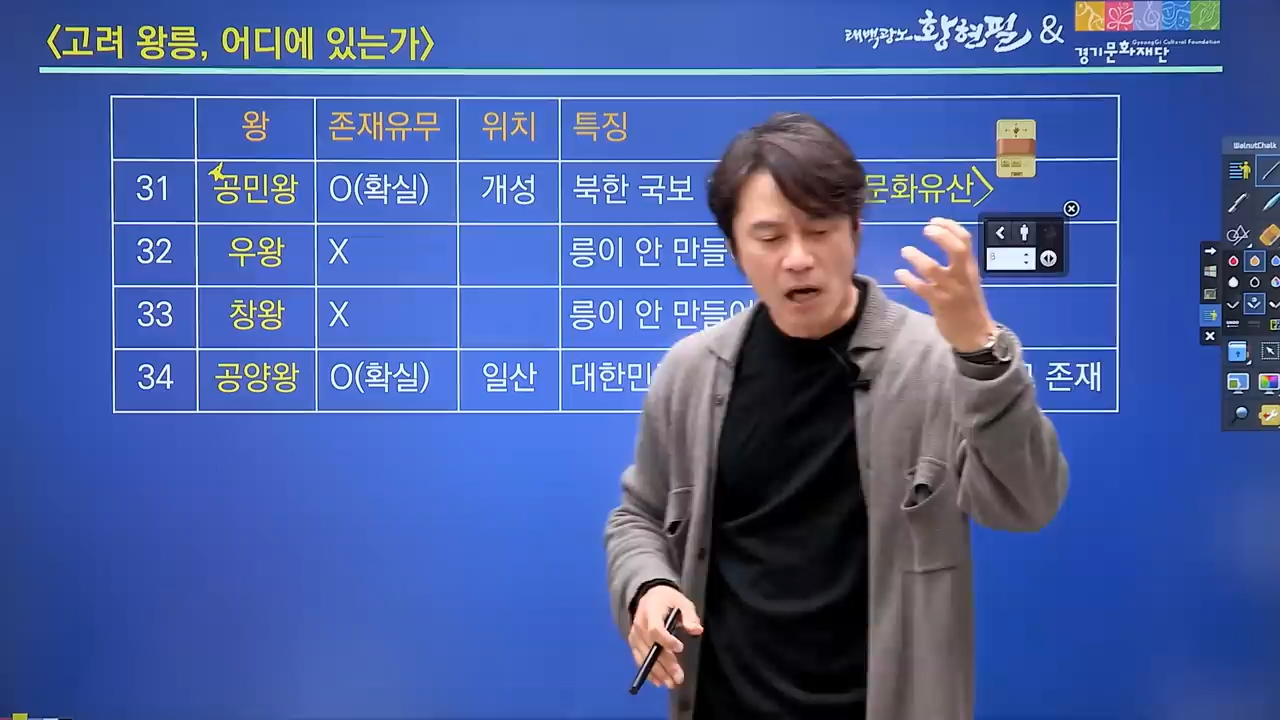 〈고려 왕릉, 어디에 있는가〉
태백광노 황현필 &
GyeongGi Cultural Foundation
경기문화재단
왕 존재유무 위치 특징
31 공민왕 O(확실) 개성 북한 국보 문화유산〉
32 우왕 X 릉이 안 만들
33 창왕 X 릉이 안 만들어
34 공양왕 O(확실) 일산 대한민 존재
WalnutChalk
8